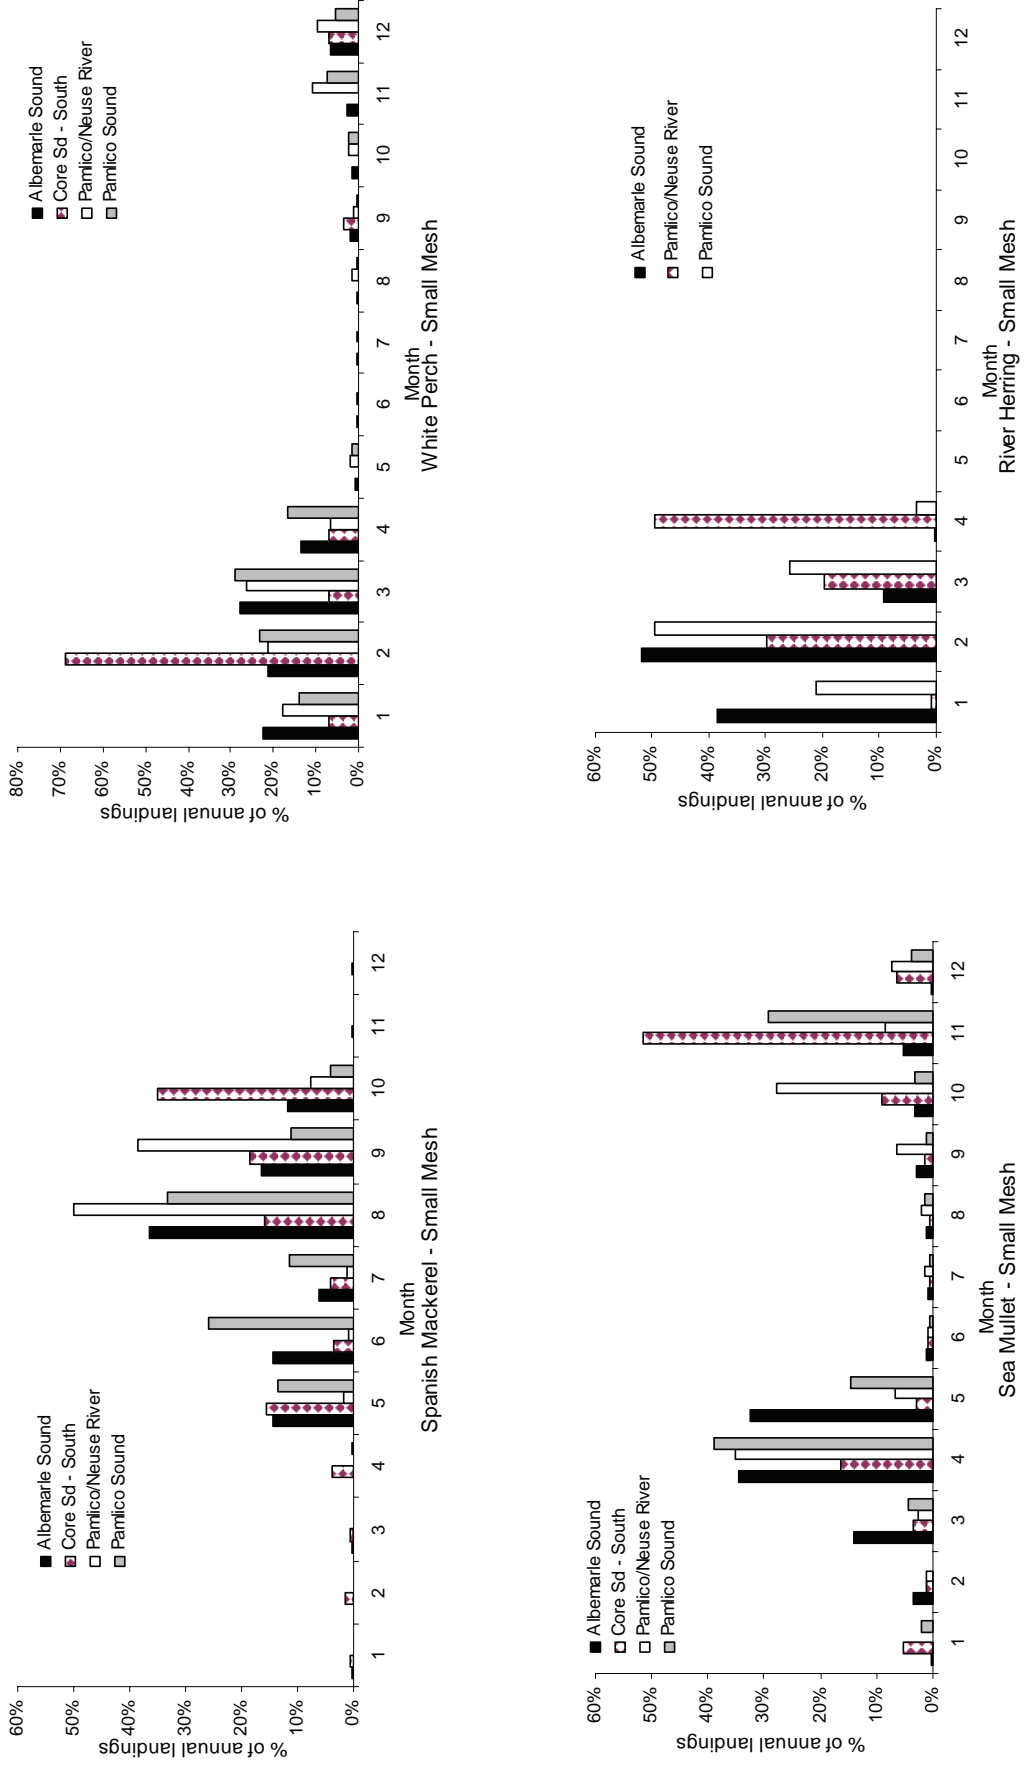 % of annual landings
60%
50%
40%
30%
20%
10%
0%
Albemarle Sound
Core Sd - South
Pamlico/Neuse River
Pamlico Sound
1 2 3 4 5 6 7 8 9 10 11 12
Month
Spanish Mackerel - Small Mesh
% of annual landings
80%
70%
60%
50%
40%
30%
20%
10%
0%
Albemarle Sound
Core Sd - South
Pamlico/Neuse River
Pamlico Sound
1 2 3 4 5 6 7 8 9 10 11 12
Month
White Perch - Small Mesh
% of annual landings
60%
50%
40%
30%
20%
10%
0%
Albemarle Sound
Core Sd - South
Pamlico/Neuse River
Pamlico Sound
1 2 3 4 5 6 7 8 9 10 11 12
Month
Sea Mullet - Small Mesh
% of annual landings
60%
50%
40%
30%
20%
10%
0%
Albemarle Sound
Pamlico/Neuse River
Pamlico Sound
1 2 3 4 5 6 7 8 9 10 11 12
Month
River Herring - Small Mesh